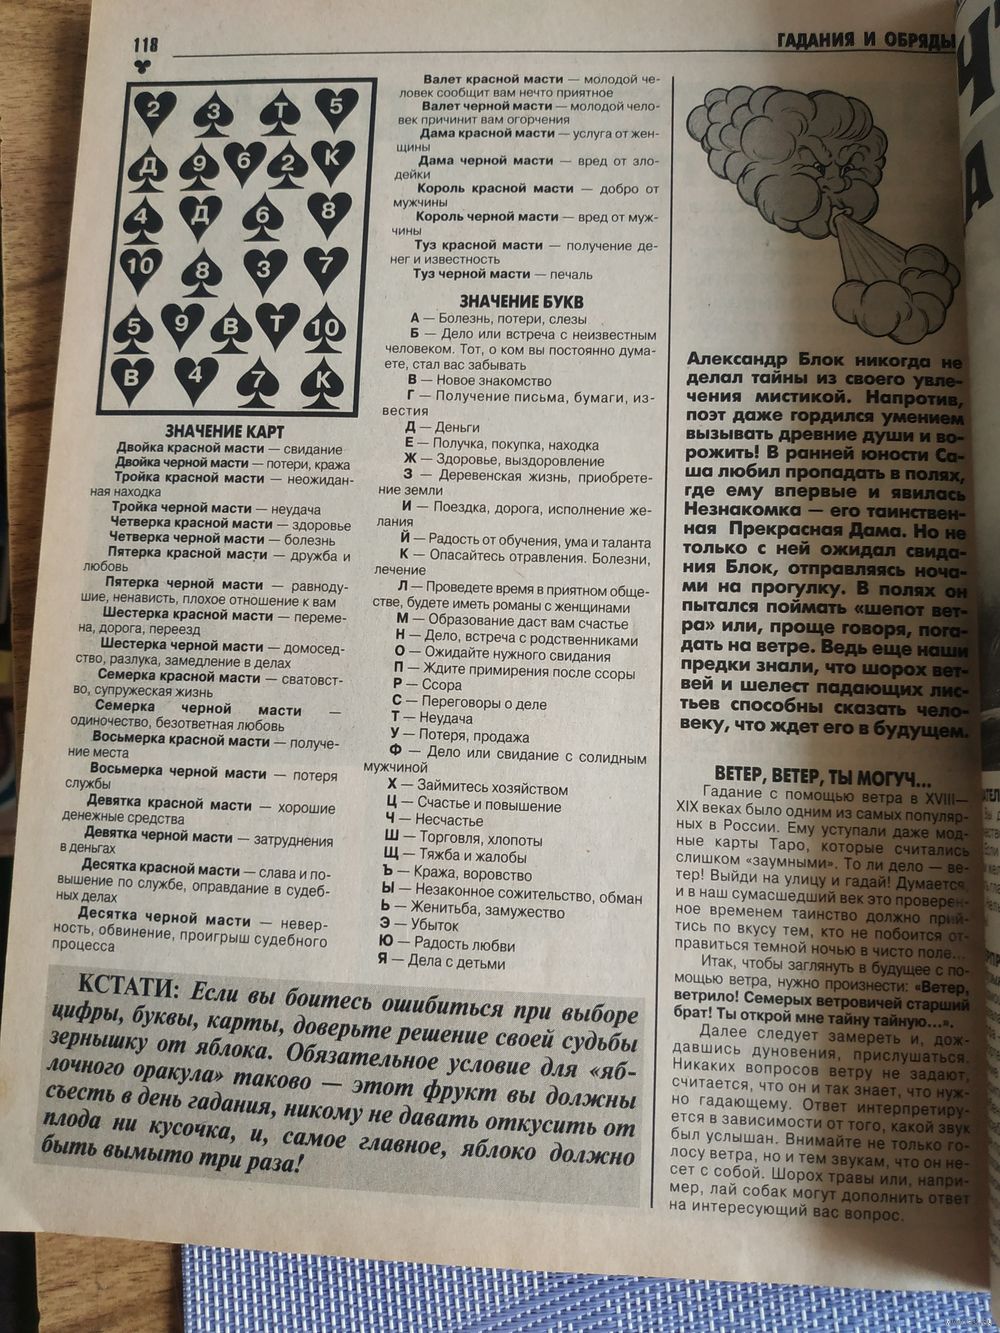 118
ГАДАНИЯ И ОБРЯДЫ
2 3 Т 5
Д 9 6 2 К
4 Д 6 8
10 8 3 7
5 9 В Т 10
В 4 7 К
ЗНАЧЕНИЕ КАРТ
Двойка красной масти — свидание
Двойка черной масти — потери, кража
Тройка красной масти — неожидан-
ная находка
Тройка черной масти — неудача
Четверка красной масти — здоровье
Четверка черной масти — болезнь
Пятерка красной масти — дружба и
любовь
Пятерка черной масти — равноду-
шие, ненависть, плохое отношение к вам
Шестерка красной масти — переме-
на, дорога, переезд
Шестерка черной масти — домосед-
ство, разлука, замедление в делах
Семерка красной масти — сватовст-
во, супружеская жизнь
Семерка черной масти —
одиночество, безответная любовь
Восьмерка красной масти — получе-
ние места
Восьмерка черной масти — потеря
службы
Девятка красной масти — хорошие
денежные средства
Девятка черной масти — затруднения
в деньгах
Десятка красной масти — слава и по-
вышение по службе, оправдание в судеб-
ных делах
Десятка черной масти — невер-
ность, обвинение, проигрыш судебного
процесса
Валет красной масти — молодой че-
ловек сообщит вам нечто приятное
Валет черной масти — молодой чело-
век причинит вам огорчения
Дама красной масти — услуга от жен-
щины
Дама черной масти — вред от зло-
дейки
Король красной масти — добро от
мужчины
Король черной масти — вред от муж-
чины
Туз красной масти — получение де-
нег и известность
Туз черной масти — печаль
ЗНАЧЕНИЕ БУКВ
А — Болезнь, потери, слезы
Б — Дело или встреча с неизвестным
человеком. Тот, о ком вы постоянно дума-
ете, стал вас забывать
В — Новое знакомство
Г — Получение письма, бумаги, из-
вестия
Д — Деньги
Е — Получка, покупка, находка
Ж — Здоровье, выздоровление
З — Деревенская жизнь, приобрете-
ние земли
И — Поездка, дорога, исполнение же-
лания
Й — Радость от обучения, ума и таланта
К — Опасайтесь отравления. Болезни,
лечение
Л — Проведете время в приятном обще-
стве, будете иметь романы с женщинами
М — Образование даст вам счастье
Н — Дело, встреча с родственниками
О — Ожидайте нужного свидания
П — Ждите примирения после ссоры
Р — Ссора
С — Переговоры о деле
Т — Неудача
У — Потеря, продажа
Ф — Дело или свидание с солидным
мужчиной
Х — Займитесь хозяйством
Ц — Счастье и повышение
Ч — Несчастье
Ш — Торговля, хлопоты
Щ — Тяжба и жалобы
Ъ — Кража, воровство
Ы — Незаконное сожительство, обман
Ь — Женитьба, замужество
Э — Убыток
Ю — Радость любви
Я — Дела с детьми
КСТАТИ: Если вы боитесь ошибиться при выборе
цифры, буквы, карты, доверьте решение своей судьбы
зернышку от яблока. Обязательное условие для «яб-
лочного оракула» таково — этот фрукт вы должны
съесть в день гадания, никому не давать откусить от
плода ни кусочка, и, самое главное, яблоко должно
быть вымыто три раза!
Александр Блок никогда не
делал тайны из своего увле-
чения мистикой. Напротив,
поэт даже гордился умением
вызывать древние души и во-
рожить! В ранней юности Са-
ша любил пропадать в полях,
где ему впервые и явилась
Незнакомка — его таинствен-
ная Прекрасная Дама. Но не
только с ней ожидал свида-
ния Блок, отправляясь ноча-
ми на прогулку. В полях он
пытался поймать «шепот вет-
ра» или, проще говоря, пога-
дать на ветре. Ведь еще наши
предки знали, что шорох вет-
вей и шелест падающих лис-
тьев способны сказать чело-
веку, что ждет его в будущем.
ВЕТЕР, ВЕТЕР, ТЫ МОГУЧ...
Гадание с помощью ветра в XVIII—
XIX веках было одним из самых популяр-
ных в России. Ему уступали даже мод-
ные карты Таро, которые считались
слишком «заумными». То ли дело — ве-
тер! Выйди на улицу и гадай! Думается,
и в наш сумасшедший век это проверен-
ное временем таинство должно прий-
тись по вкусу тем, кто не побоится от-
правиться темной ночью в чисто поле...
Итак, чтобы заглянуть в будущее с по-
мощью ветра, нужно произнести: «Ветер,
ветрило! Семерых ветровичей старший
брат! Ты открой мне тайну тайную...».
Далее следует замереть и, дож-
давшись дуновения, прислушаться.
Никаких вопросов ветру не задают,
считается, что он и так знает, что нуж-
но гадающему. Ответ интерпретиру-
ется в зависимости от того, какой звук
был услышан. Внимайте не только го-
лосу ветра, но и тем звукам, что он не-
сет с собой. Шорох травы или, напри-
мер, лай собак могут дополнить ответ
на интересующий вас вопрос.